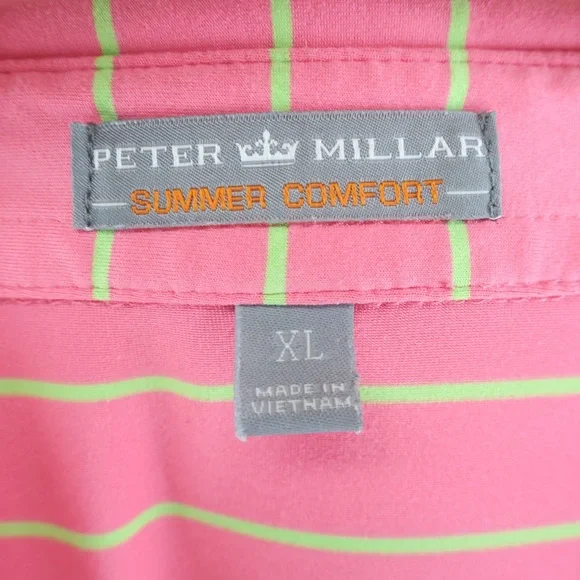 PETER MILLAR
SUMMER COMFORT
XL
MADE IN
VIETNAM